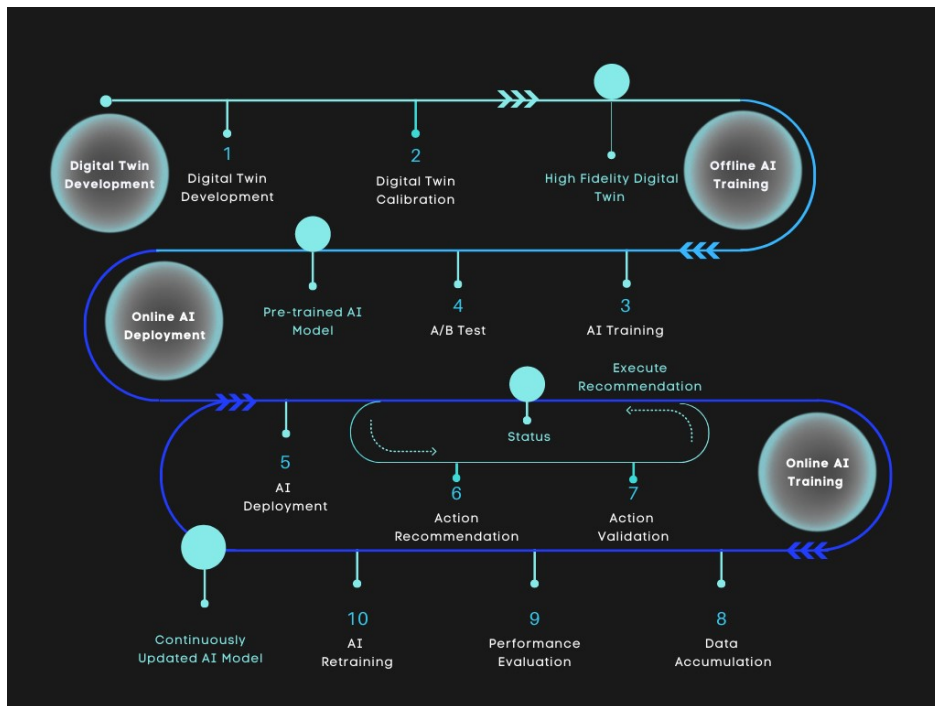 Digital Twin
Development
1
Digital Twin
Development
2
Digital Twin
Calibration
High Fidelity Digital
Twin
Offline AI
Training
3
AI Training
4
A/B Test
Pre-trained AI
Model
Online AI
Deployment
5
AI
Deployment
Status
Execute
Recommendation
6
Action
Recommendation
7
Action
Validation
Online AI
Training
8
Data
Accumulation
9
Performance
Evaluation
10
AI
Retraining
Continuously
Updated AI Model